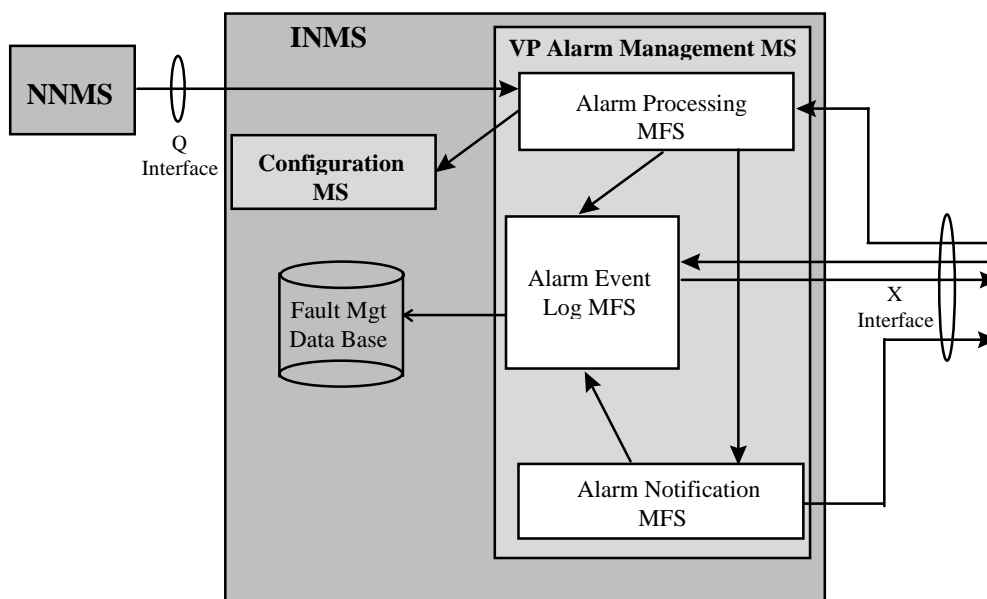 INMS
VP Alarm Management MS
NNMS
Alarm Processing
MFS
Q
Interface
Configuration
MS
Alarm Event
Log MFS
Fault Mgt
Data Base
X
Interface
Alarm Notification
MFS